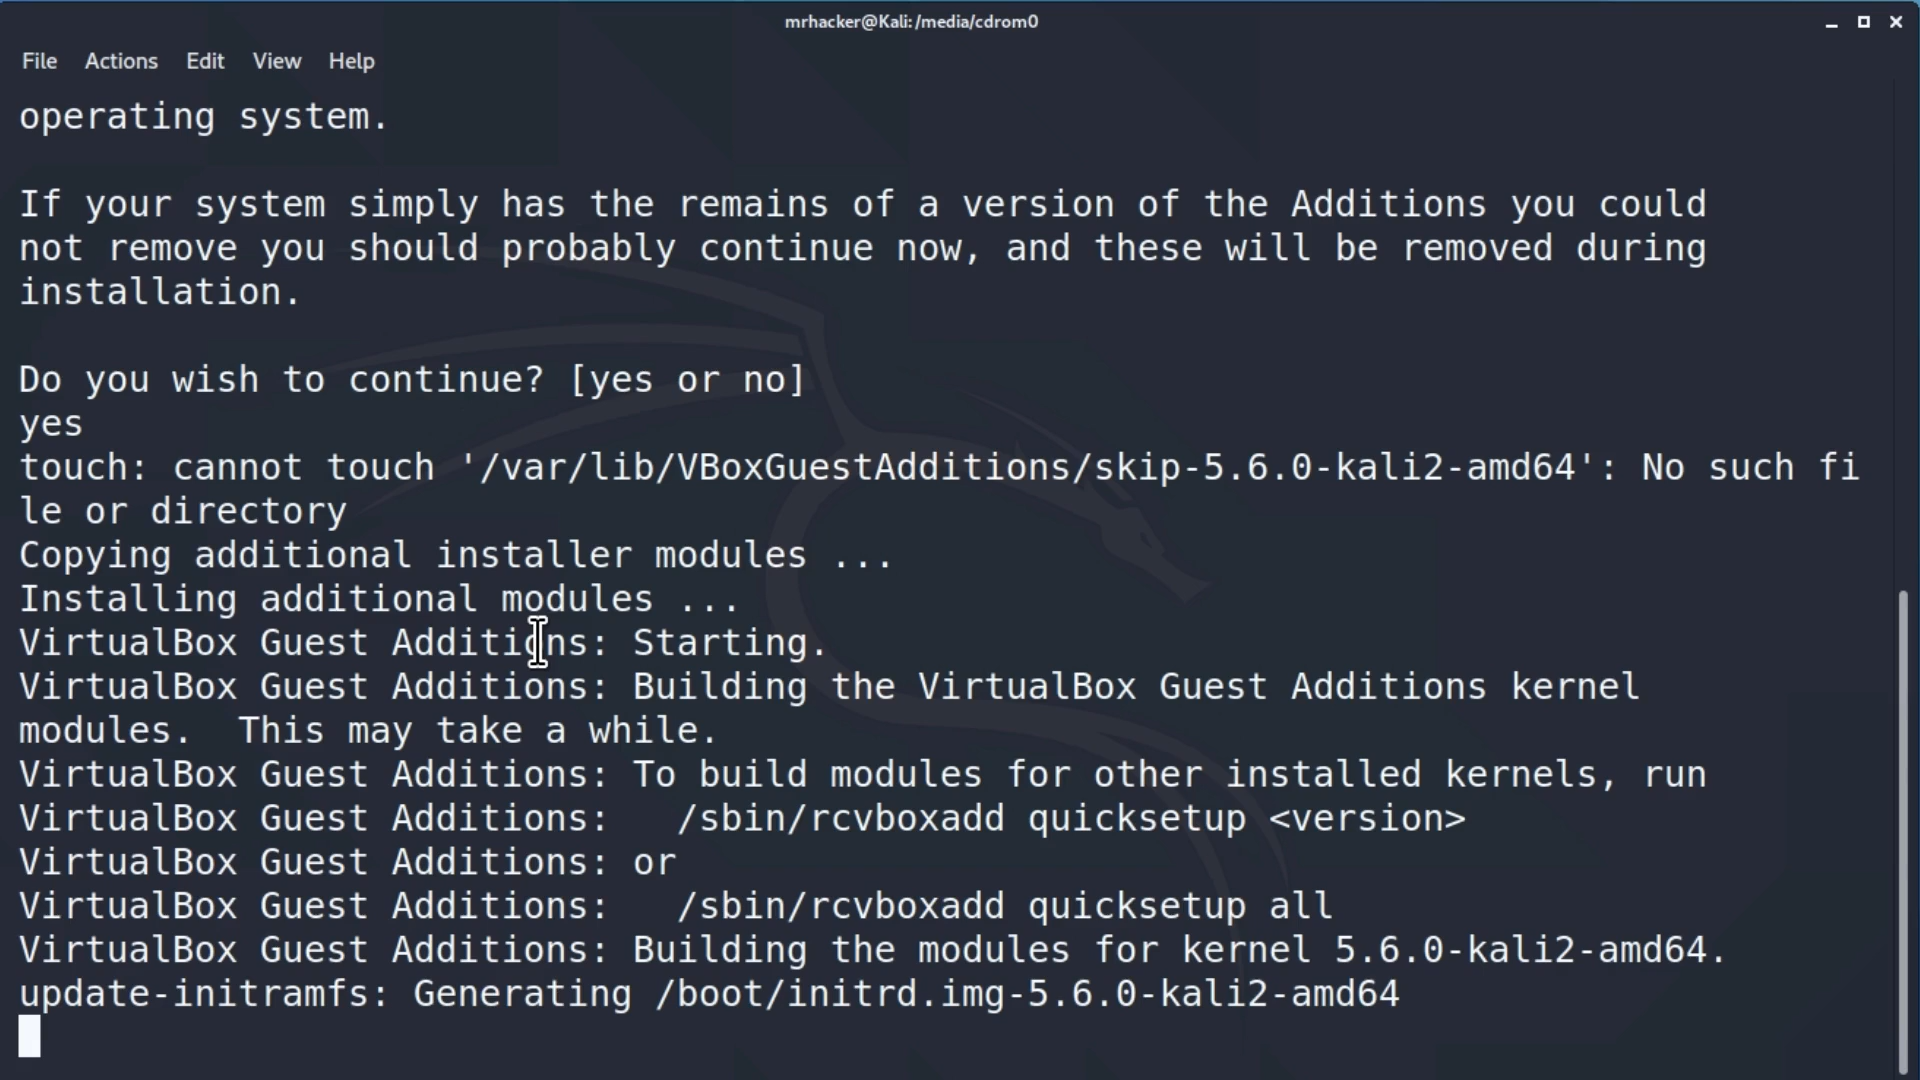 mrhacker@Kali:/media/cdrom0
File Actions Edit View Help
operating system.
If your system simply has the remains of a version of the Additions you could
not remove you should probably continue now, and these will be removed during
installation.
Do you wish to continue? [yes or no]
yes
touch: cannot touch '/var/lib/VBoxGuestAdditions/skip-5.6.0-kali2-amd64': No such fi
le or directory
Copying additional installer modules ...
Installing additional modules ...
VirtualBox Guest Additions: Starting.
VirtualBox Guest Additions: Building the VirtualBox Guest Additions kernel
modules.  This may take a while.
VirtualBox Guest Additions: To build modules for other installed kernels, run
VirtualBox Guest Additions:   /sbin/rcvboxadd quicksetup <version>
VirtualBox Guest Additions: or
VirtualBox Guest Additions:   /sbin/rcvboxadd quicksetup all
VirtualBox Guest Additions: Building the modules for kernel 5.6.0-kali2-amd64.
update-initramfs: Generating /boot/initrd.img-5.6.0-kali2-amd64